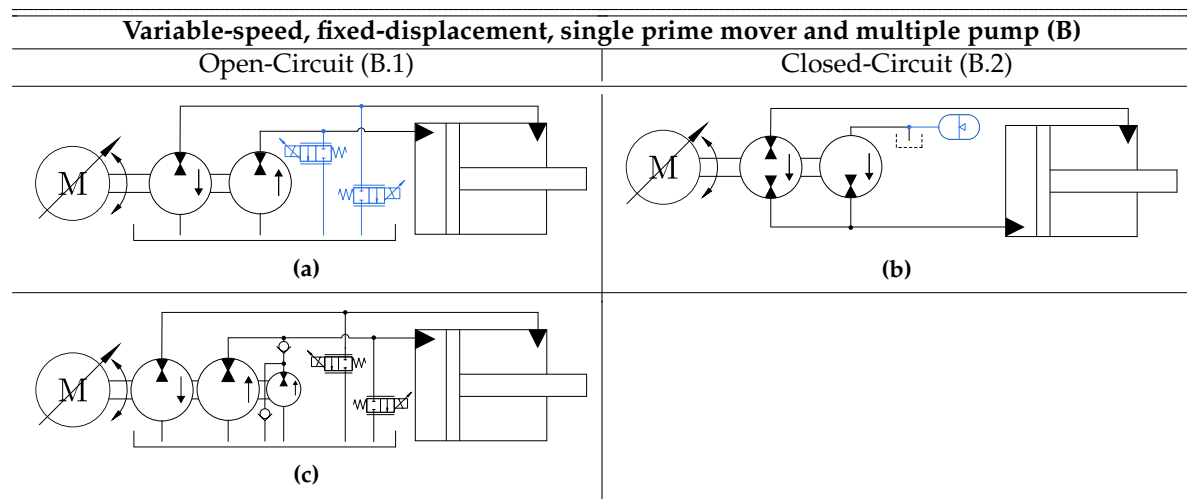 Variable-speed, fixed-displacement, single prime mover and multiple pump (B)
Open-Circuit (B.1) Closed-Circuit (B.2)
M
M
(a)
(b)
M
(c)